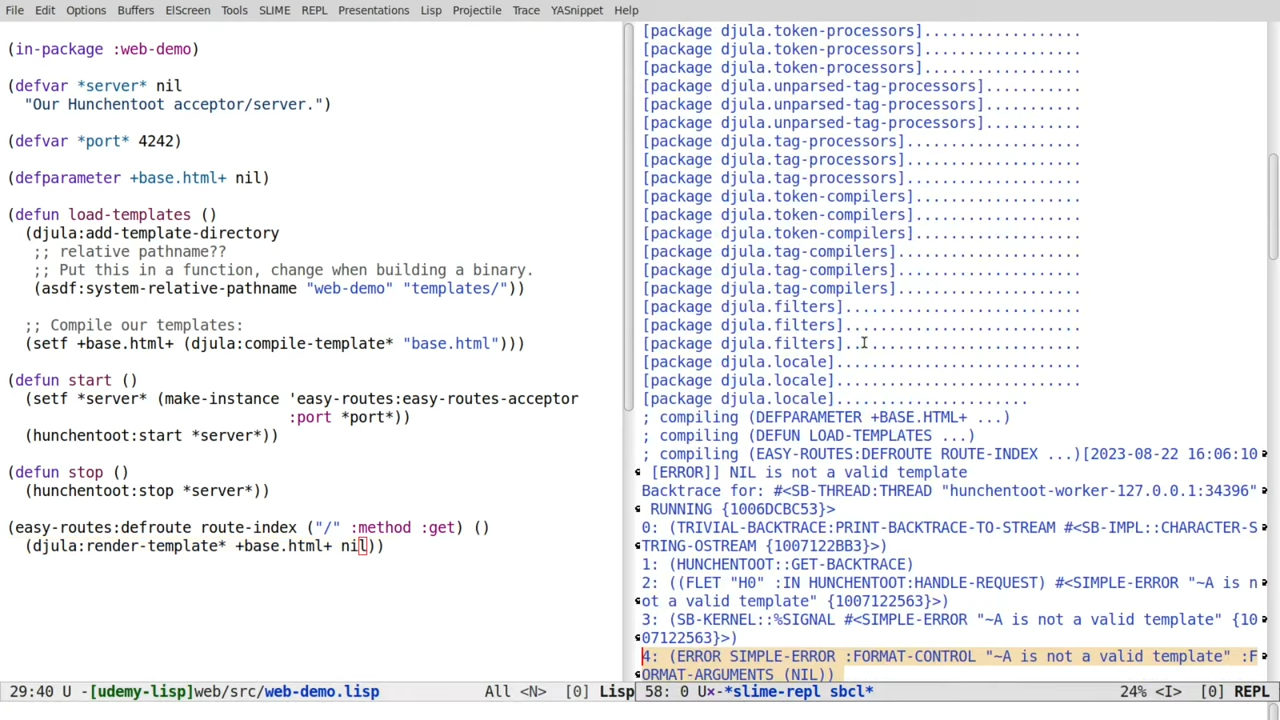 File Edit Options Buffers ElScreen Tools SLIME REPL Presentations Lisp Projectile Trace YASnippet Help
(in-package :web-demo)
(defvar *server* nil
"Our Hunchentoot acceptor/server.")
(defvar *port* 4242)
(defparameter +base.html+ nil)
(defun load-templates ()
(djula:add-template-directory
;; relative pathname??
;; Put this in a function, change when building a binary.
(asdf:system-relative-pathname "web-demo" "templates/"))
;; Compile our templates:
(setf +base.html+ (djula:compile-template* "base.html")))
(defun start ()
(setf *server* (make-instance 'easy-routes:easy-routes-acceptor
:port *port*))
(hunchentoot:start *server*))
(defun stop ()
(hunchentoot:stop *server*))
(easy-routes:defroute route-index ("/" :method :get) ()
(djula:render-template* +base.html+ nil))
29:40 U -[udemy-lisp]web/src/web-demo.lisp All <N> [0] Lisp
[package djula.token-processors]..................
[package djula.token-processors]..................
[package djula.token-processors]..................
[package djula.unparsed-tag-processors]...........
[package djula.unparsed-tag-processors]...........
[package djula.unparsed-tag-processors]...........
[package djula.tag-processors]....................
[package djula.tag-processors]....................
[package djula.tag-processors]....................
[package djula.token-compilers]...................
[package djula.token-compilers]...................
[package djula.token-compilers]...................
[package djula.tag-compilers].....................
[package djula.tag-compilers].....................
[package djula.tag-compilers].....................
[package djula.filters]...........................
[package djula.filters]...........................
[package djula.filters]...........................
[package djula.locale]............................
[package djula.locale]............................
[package djula.locale]......................
; compiling (DEFPARAMETER +BASE.HTML+ ...)
; compiling (DEFUN LOAD-TEMPLATES ...)
; compiling (EASY-ROUTES:DEFROUTE ROUTE-INDEX ...)[2023-08-22 16:06:10
[ERROR]] NIL is not a valid template
Backtrace for: #<SB-THREAD:THREAD "hunchentoot-worker-127.0.0.1:34396"
RUNNING {1006DCBC53}>
0: (TRIVIAL-BACKTRACE:PRINT-BACKTRACE-TO-STREAM #<SB-IMPL::CHARACTER-S
TRING-OSTREAM {1007122BB3}>)
1: (HUNCHENTOOT::GET-BACKTRACE)
2: ((FLET "H0" :IN HUNCHENTOOT:HANDLE-REQUEST) #<SIMPLE-ERROR "~A is n
ot a valid template" {1007122563}>)
3: (SB-KERNEL::%SIGNAL #<SIMPLE-ERROR "~A is not a valid template" {10
07122563}>)
4: (ERROR SIMPLE-ERROR :FORMAT-CONTROL "~A is not a valid template" :F
ORMAT-ARGUMENTS (NIL))
58: 0 U×-*slime-repl sbcl* 24% <I> [0] REPL